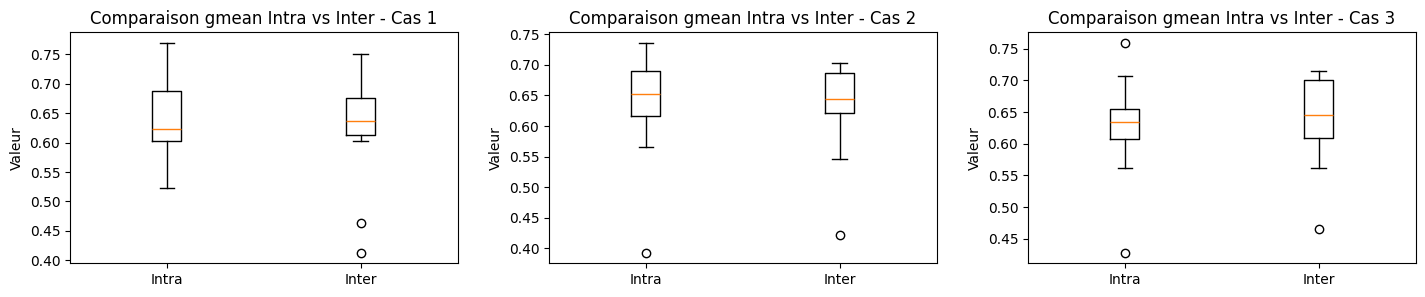 Comparaison gmean Intra vs Inter - Cas 1
Valeur
0.75
0.70
0.65
0.60
0.55
0.50
0.45
0.40
Intra
Inter
Comparaison gmean Intra vs Inter - Cas 2
Valeur
0.75
0.70
0.65
0.60
0.55
0.50
0.45
0.40
Intra
Inter
Comparaison gmean Intra vs Inter - Cas 3
Valeur
0.75
0.70
0.65
0.60
0.55
0.50
0.45
Intra
Inter